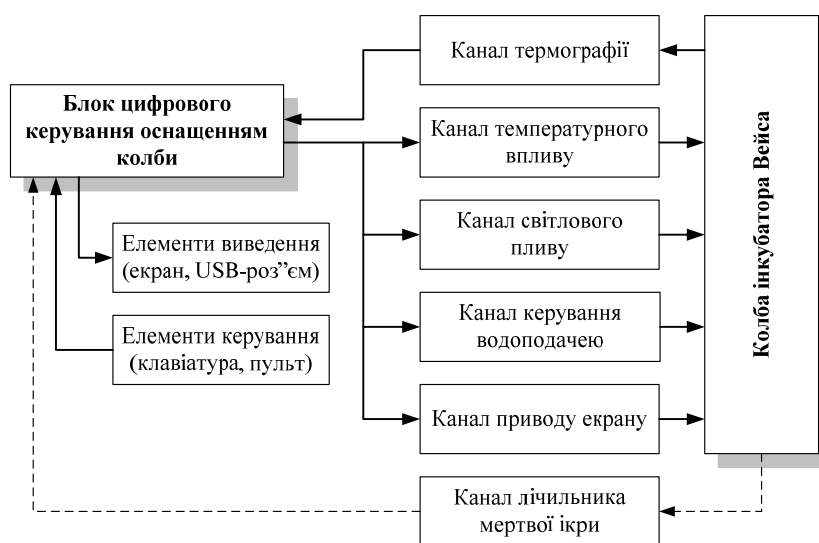 Канал термографії
Блок цифрового
керування оснащенням
колби
Канал температурного
впливу
Канал світлового
пливу
Елементи виведення
(екран, USB-роз”єм)
Елементи керування
(клавіатура, пульт)
Канал керування
водоподачею
Канал приводу екрану
Канал лічильника
мертвої ікри
Колба інкубатора Вейса